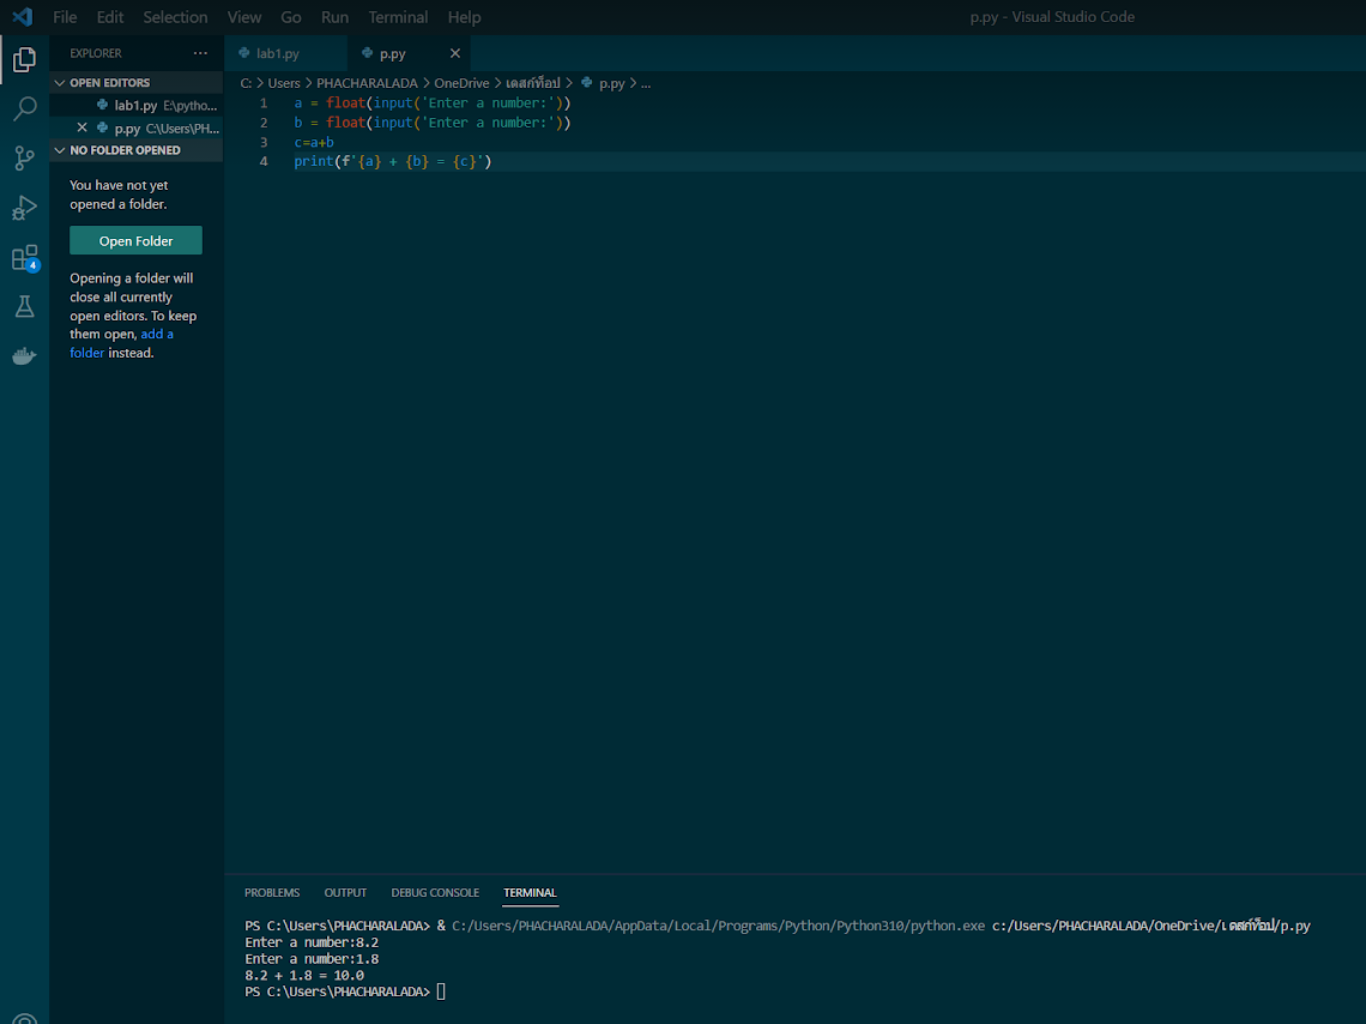 File Edit Selection View Go Run Terminal Help p.py - Visual Studio Code
EXPLORER ...
lab1.py p.py
OPEN EDITORS
lab1.py E:\pytho...
p.py C:\Users\PH...
NO FOLDER OPENED
You have not yet
opened a folder.
Open Folder
Opening a folder will
close all currently
open editors. To keep
them open, add a
folder instead.
4
C: > Users > PHACHARALADA > OneDrive > เดสก์ท็อป > p.py > ...
1 a = float(input('Enter a number:'))
2 b = float(input('Enter a number:'))
3 c=a+b
4 print(f'{a} + {b} = {c}')
PROBLEMS OUTPUT DEBUG CONSOLE TERMINAL
PS C:\Users\PHACHARALADA> & C:/Users/PHACHARALADA/AppData/Local/Programs/Python/Python310/python.exe c:/Users/PHACHARALADA/OneDrive/เดสก์ท็อป/p.py
Enter a number:8.2
Enter a number:1.8
8.2 + 1.8 = 10.0
PS C:\Users\PHACHARALADA>